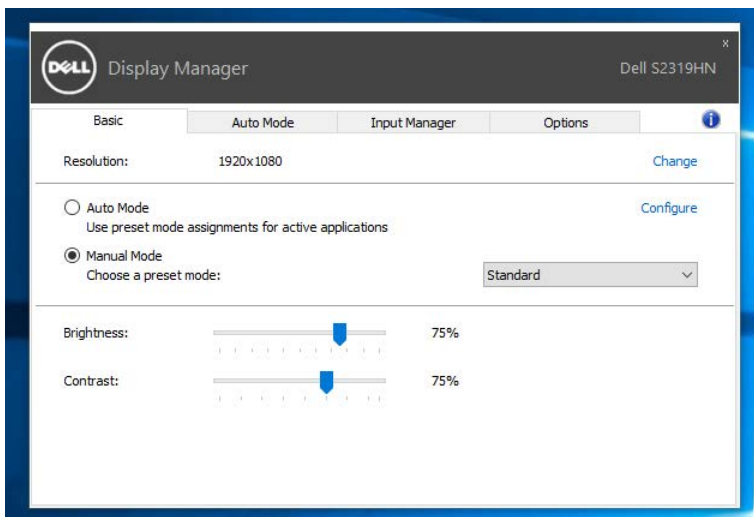 x
DELL Display Manager Dell S2319HN
Basic Auto Mode Input Manager Options i
Resolution: 1920x1080 Change
Auto Mode Configure
Use preset mode assignments for active applications
Manual Mode
Choose a preset mode: Standard
Brightness: 75%
Contrast: 75%